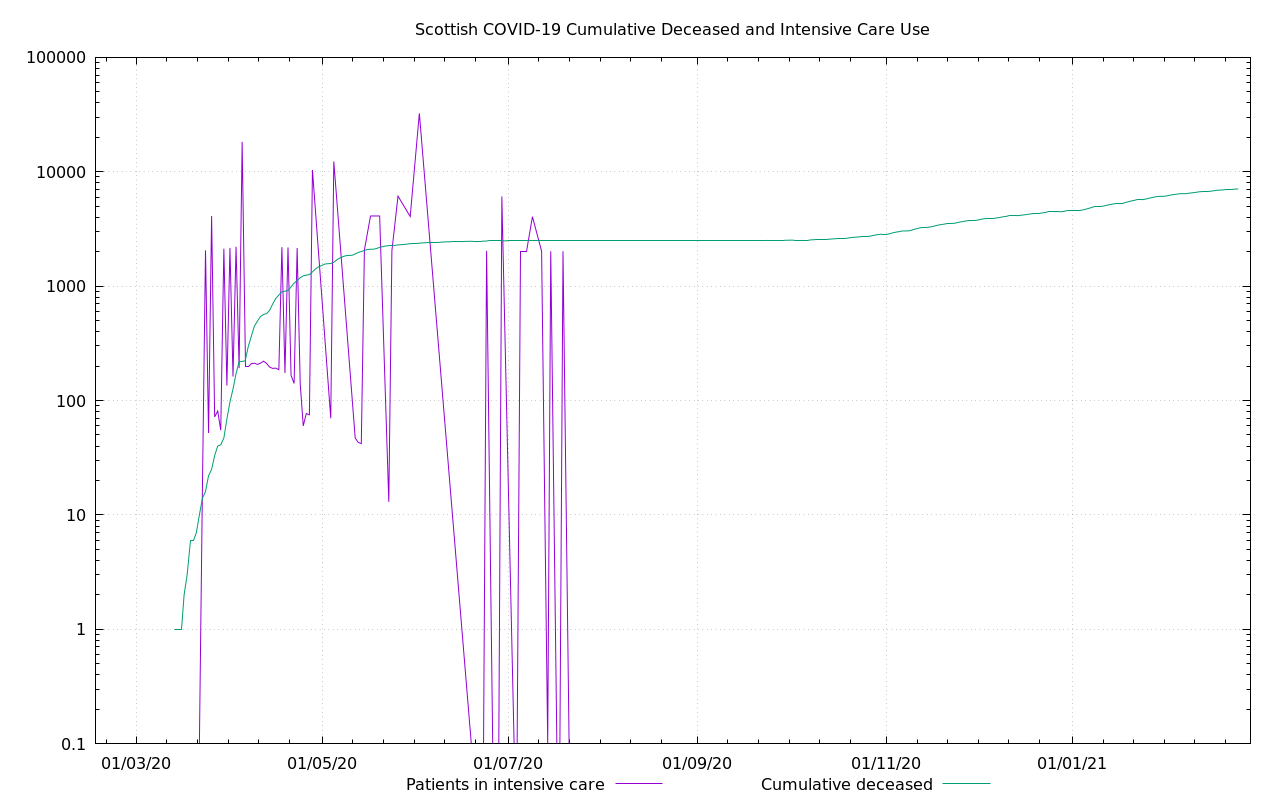 Scottish COVID-19 Cumulative Deceased and Intensive Care Use
100000
10000
1000
100
10
1
0.1
01/03/20 01/05/20 01/07/20 01/09/20 01/11/20 01/01/21
Patients in intensive care Cumulative deceased